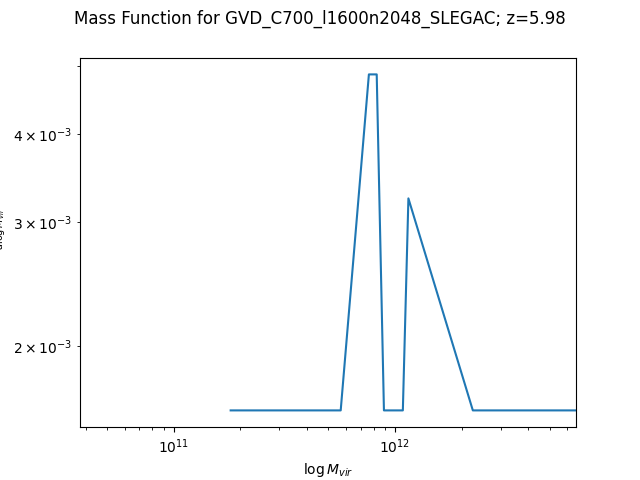 Mass Function for GVD_C700_l1600n2048_SLEGAC; z=5.98
4 × 10⁻³
3 × 10⁻³
2 × 10⁻³
10¹¹
10¹²
log M_vir